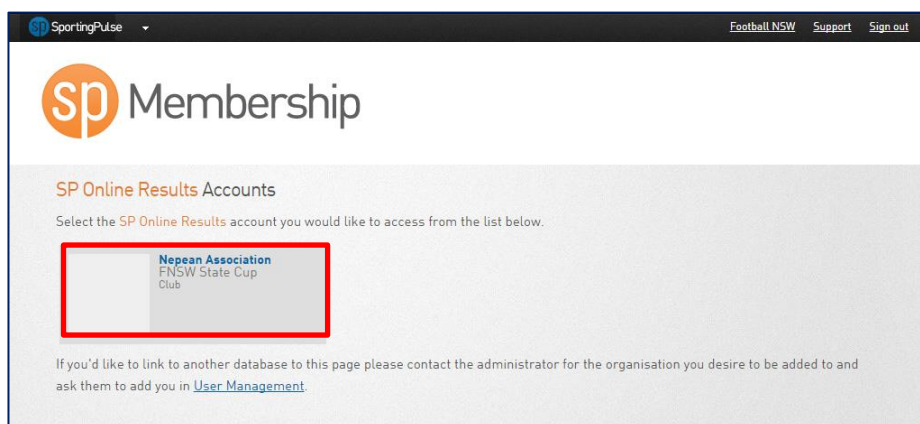 sp SportingPulse Football NSW Support Sign out
sp Membership
SP Online Results Accounts
Select the SP Online Results account you would like to access from the list below.
Nepean Association
FNSW State Cup
Club
If you'd like to link to another database to this page please contact the administrator for the organisation you desire to be added to and
ask them to add you in User Management.